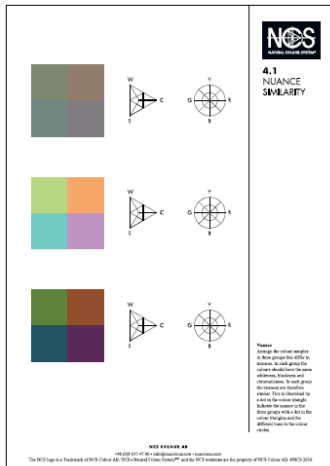 NCS
NATURAL COLOUR SYSTEM®
4.1
NUANCE
SIMILARITY
W
C
S
Y
G
R
B
W
C
S
Y
G
R
B
W
C
S
Y
G
R
B
Nuance
Arrange the colour samples
in three groups that differ in
nuances. In each group the
colours should have the same
whiteness, blackness and
chromaticness. In each group
the nuances are therefore
similar. This is illustrated by
a dot in the colour triangle.
Indicate the nuance in the
three groups with a dot in the
colour triangles and the
different hues in the colour
circles.
NCS COLOUR AB